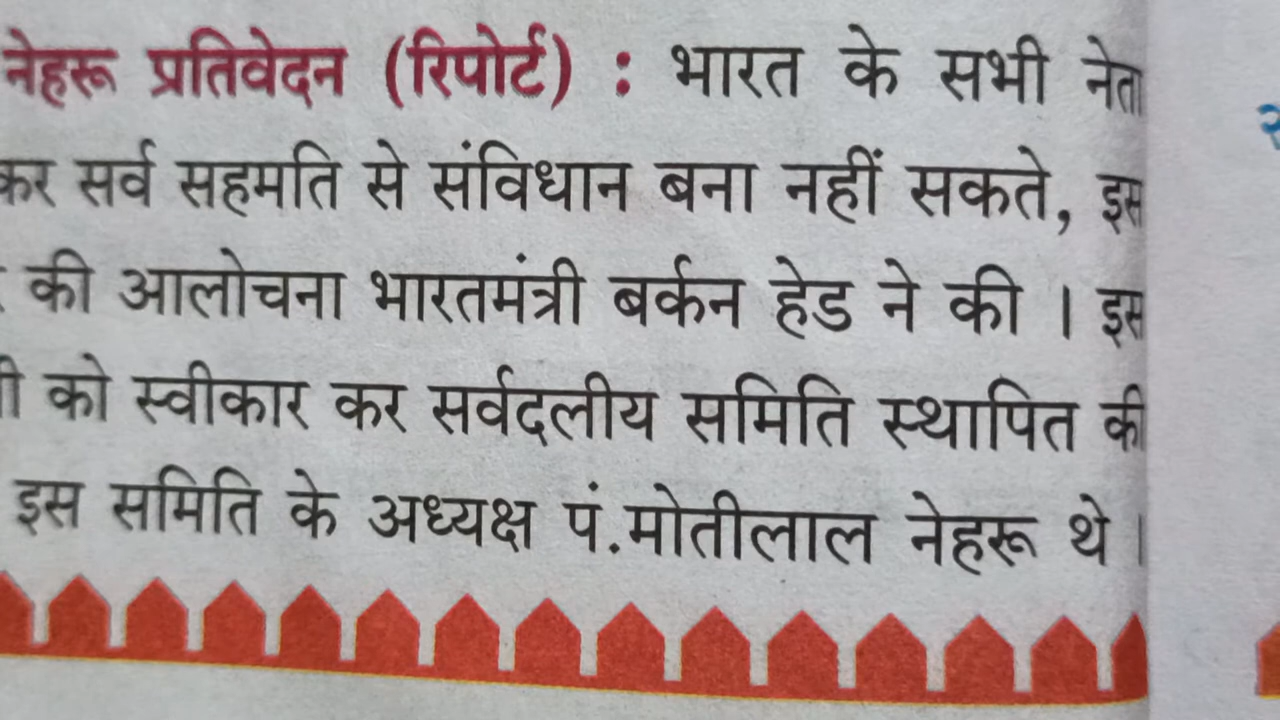 नेहरू प्रतिवेदन (रिपोर्ट) : भारत के सभी नेता
कर सर्व सहमति से संविधान बना नहीं सकते, इस
की आलोचना भारतमंत्री बर्कन हेड ने की । इस
को स्वीकार कर सर्वदलीय समिति स्थापित की
इस समिति के अध्यक्ष पं.मोतीलाल नेहरू थे ।